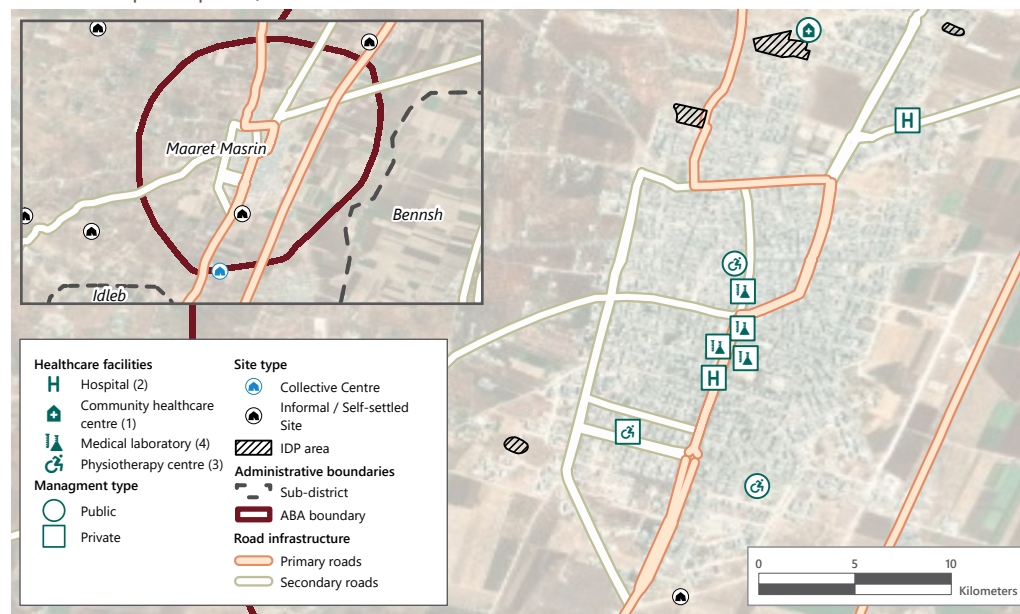 Maaret Masrin
Bennsh
Idleb
Healthcare facilities
H Hospital (2)
Community healthcare
centre (1)
Medical laboratory (4)
Physiotherapy centre (3)
Managment type
Public
Private
Site type
Collective Centre
Informal / Self-settled
Site
IDP area
Administrative boundaries
Sub-district
ABA boundary
Road infrastructure
Primary roads
Secondary roads
H
H
0 5 10
Kilometers